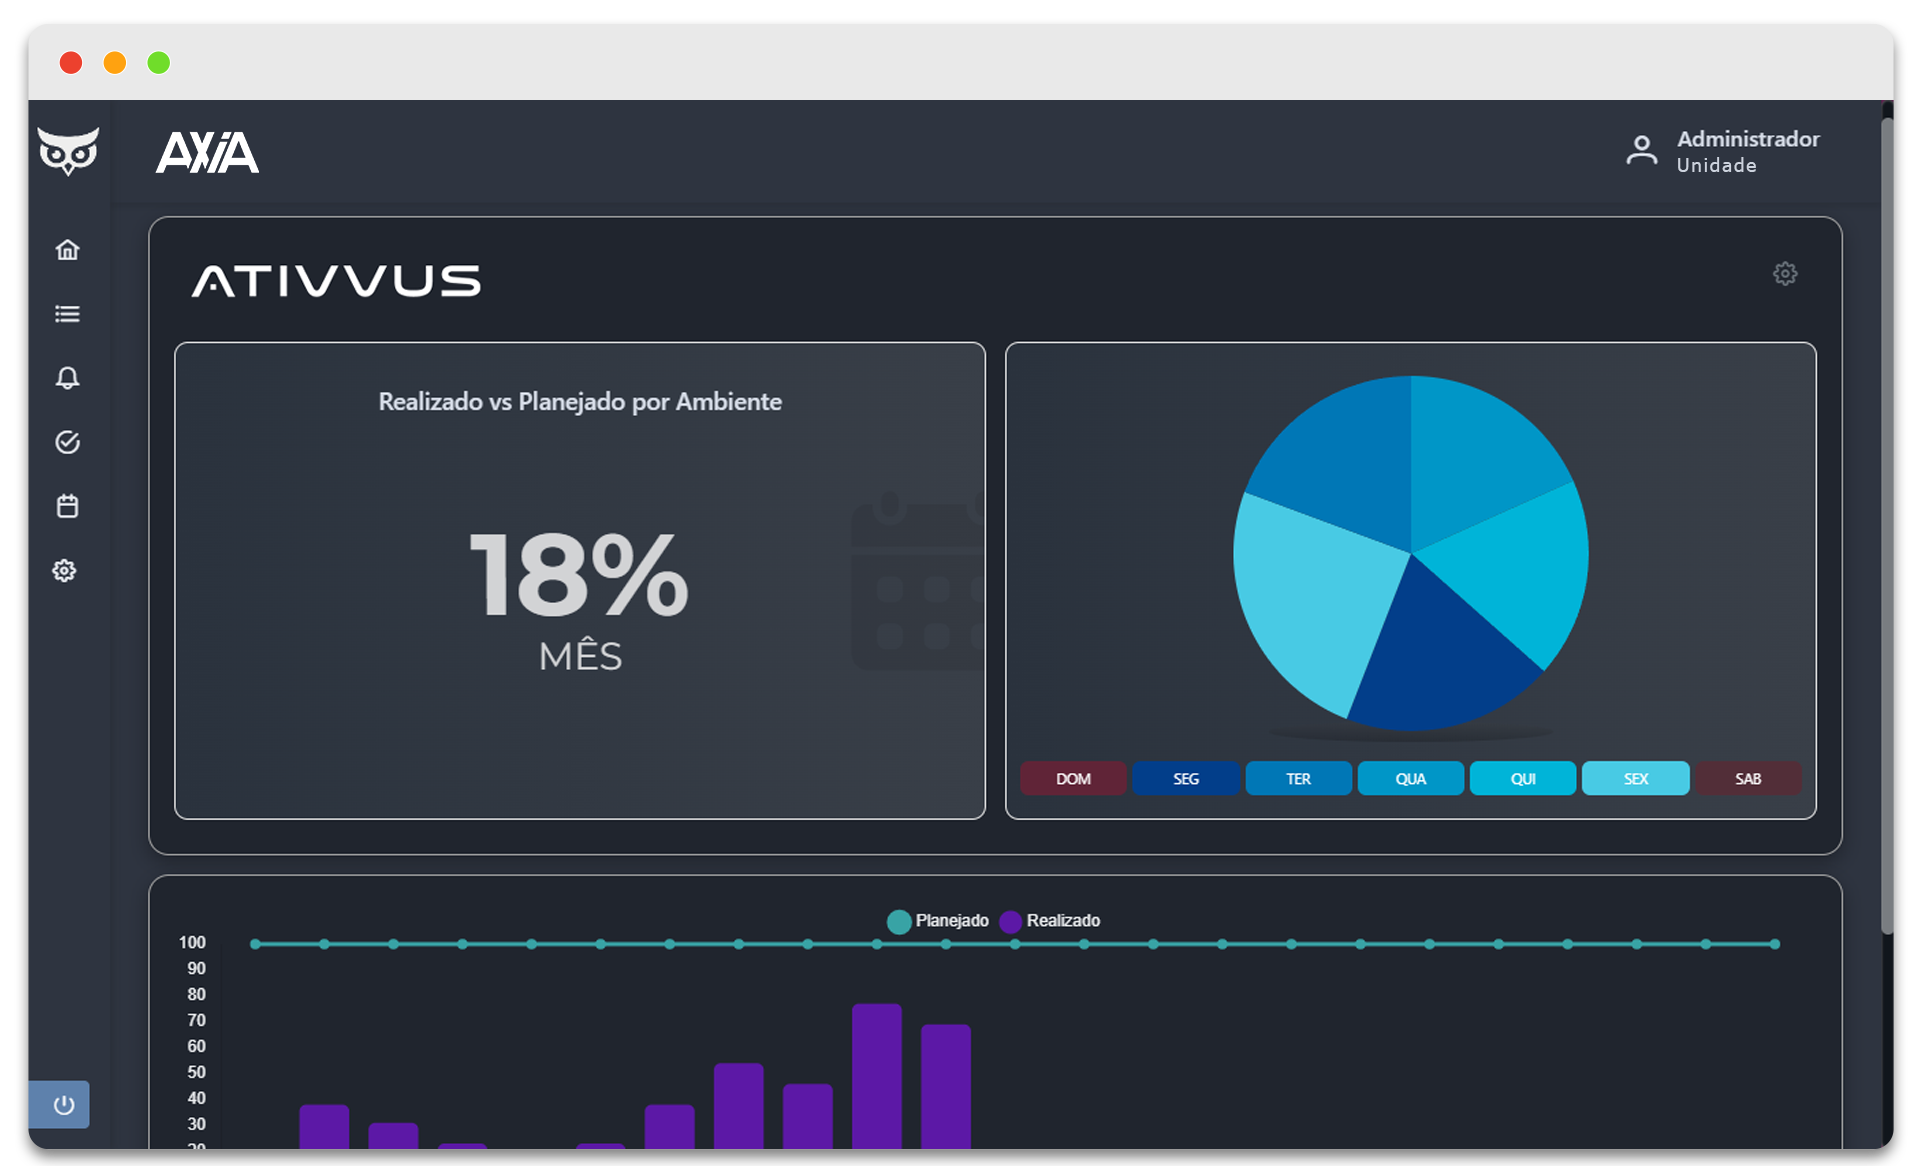 AXIA
Administrador
Unidade
ATIVVUS
Realizado vs Planejado por Ambiente
18%
MÊS
DOM SEG TER QUA QUI SEX SAB
Planejado Realizado
100
90
80
70
60
50
40
30
20